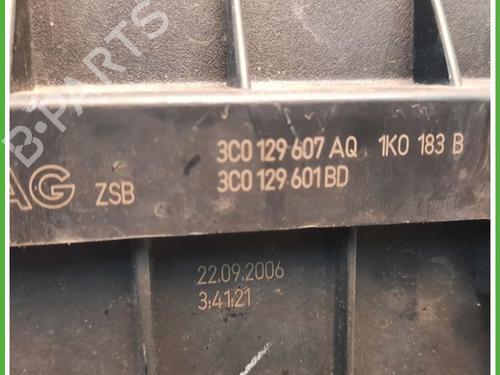 B-PARTS
3C0 129 607 AQ 1K0 183 B
AG ZSB 3C0 129 601 BD
22.09.2006
3,41,21